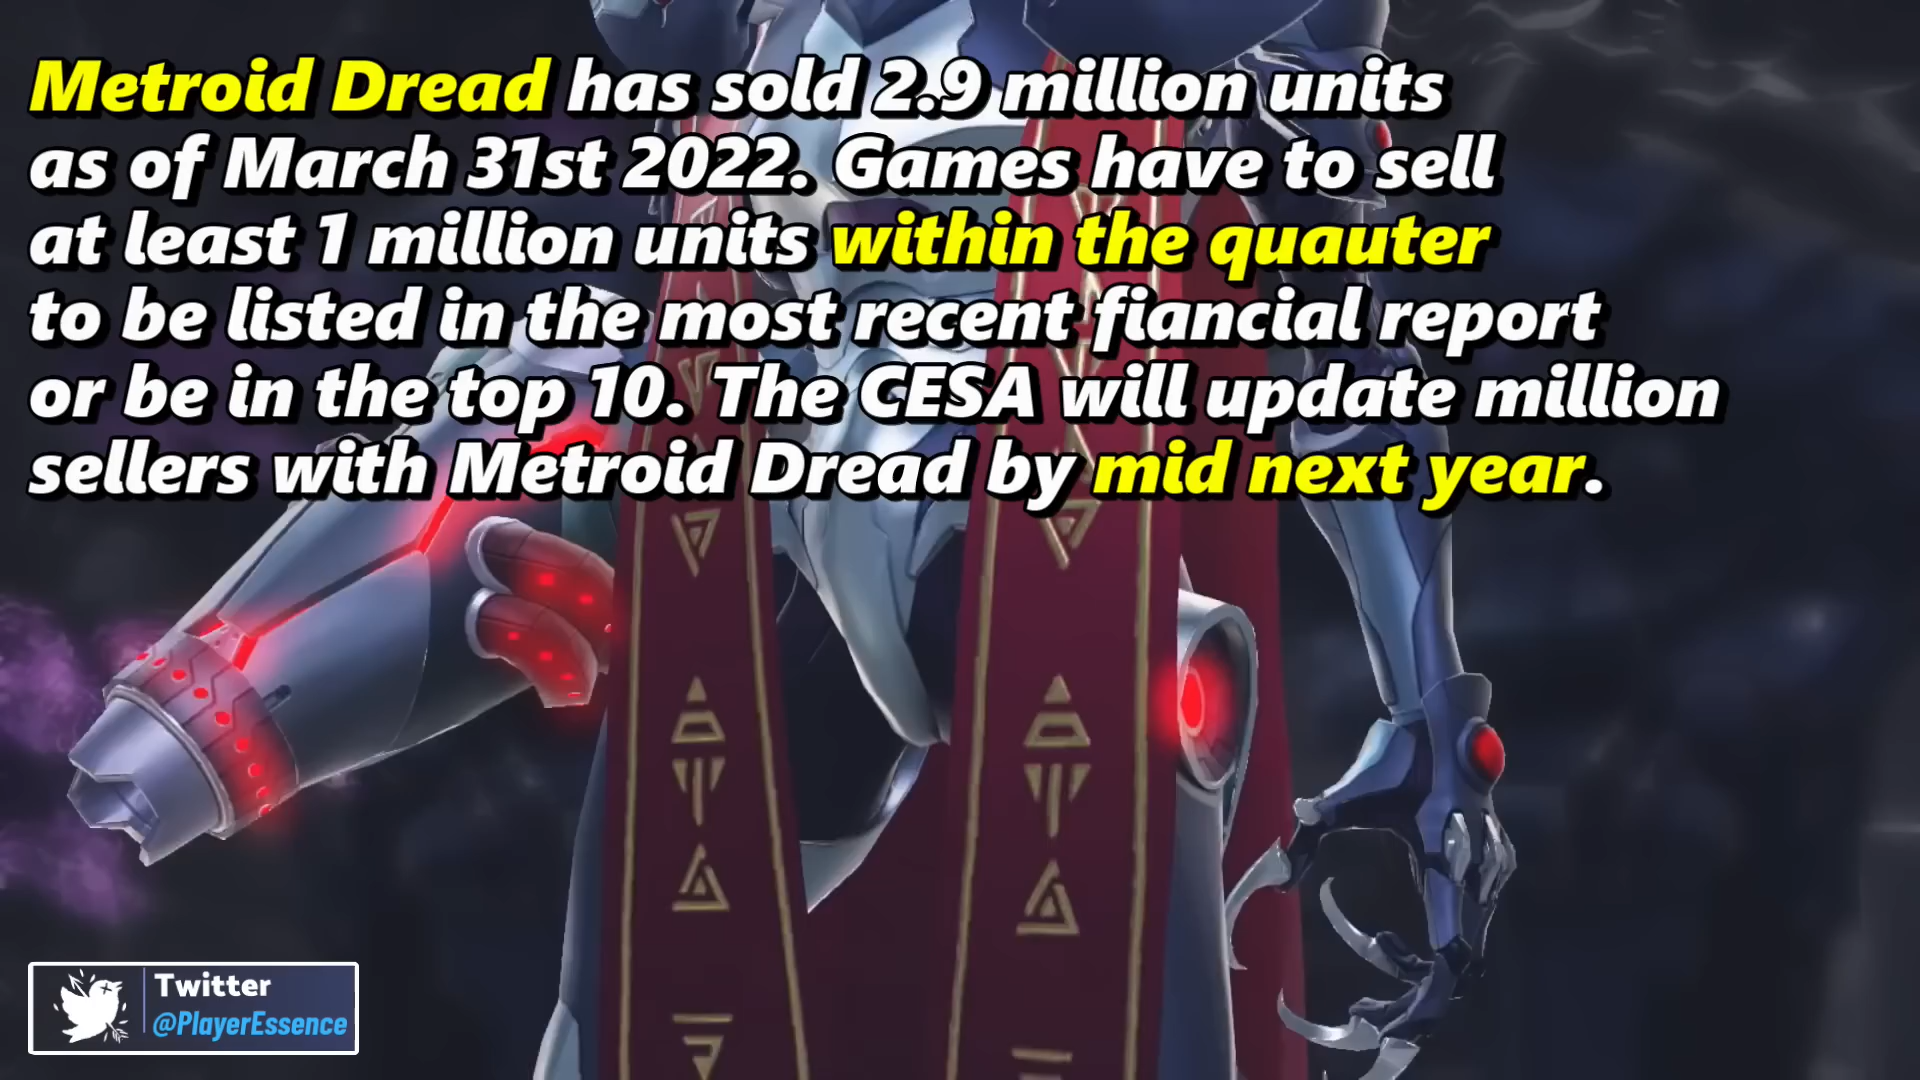 Metroid Dread has sold 2.9 million units
as of March 31st 2022. Games have to sell
at least 1 million units within the quauter
to be listed in the most recent fiancial report
or be in the top 10. The CESA will update million
sellers with Metroid Dread by mid next year.
Twitter
@PlayerEssence